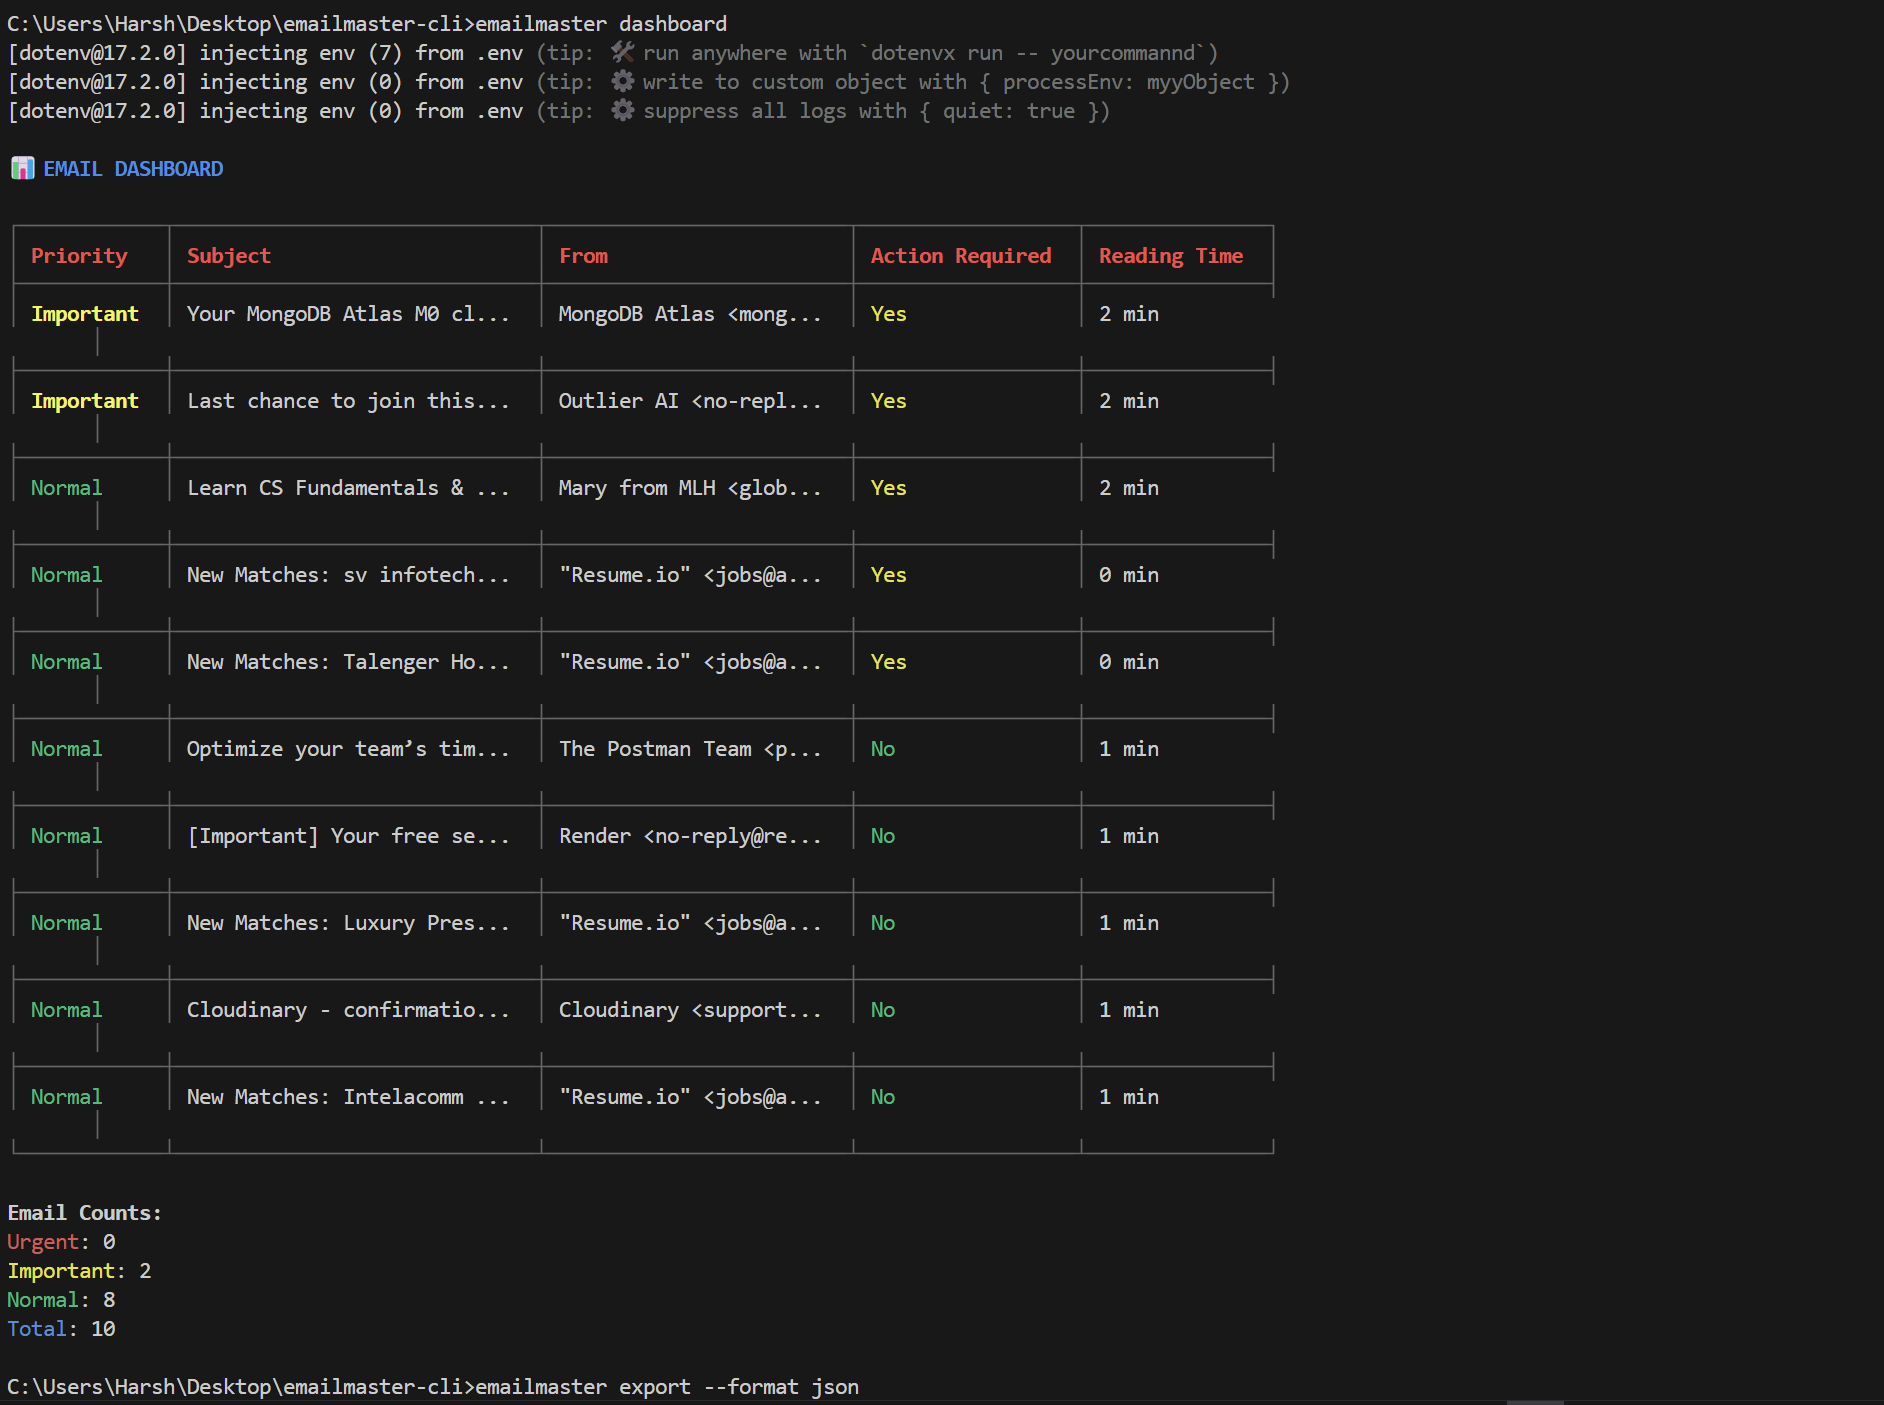 C:\Users\Harsh\Desktop\emailmaster-cli>emailmaster dashboard
[dotenv@17.2.0] injecting env (7) from .env (tip: 🛠 run anywhere with `dotenvx run -- yourcommannd`)
[dotenv@17.2.0] injecting env (0) from .env (tip: ⚙ write to custom object with { processEnv: myyObject })
[dotenv@17.2.0] injecting env (0) from .env (tip: ⚙ suppress all logs with { quiet: true })
📊 EMAIL DASHBOARD
Priority Subject From Action Required Reading Time
Important Your MongoDB Atlas M0 cl... MongoDB Atlas <mong... Yes 2 min
Important Last chance to join this... Outlier AI <no-repl... Yes 2 min
Normal Learn CS Fundamentals & ... Mary from MLH <glob... Yes 2 min
Normal New Matches: sv infotech... "Resume.io" <jobs@a... Yes 0 min
Normal New Matches: Talenger Ho... "Resume.io" <jobs@a... Yes 0 min
Normal Optimize your team’s tim... The Postman Team <p... No 1 min
Normal [Important] Your free se... Render <no-reply@re... No 1 min
Normal New Matches: Luxury Pres... "Resume.io" <jobs@a... No 1 min
Normal Cloudinary - confirmatio... Cloudinary <support... No 1 min
Normal New Matches: Intelacomm ... "Resume.io" <jobs@a... No 1 min
Email Counts:
Urgent: 0
Important: 2
Normal: 8
Total: 10
C:\Users\Harsh\Desktop\emailmaster-cli>emailmaster export --format json